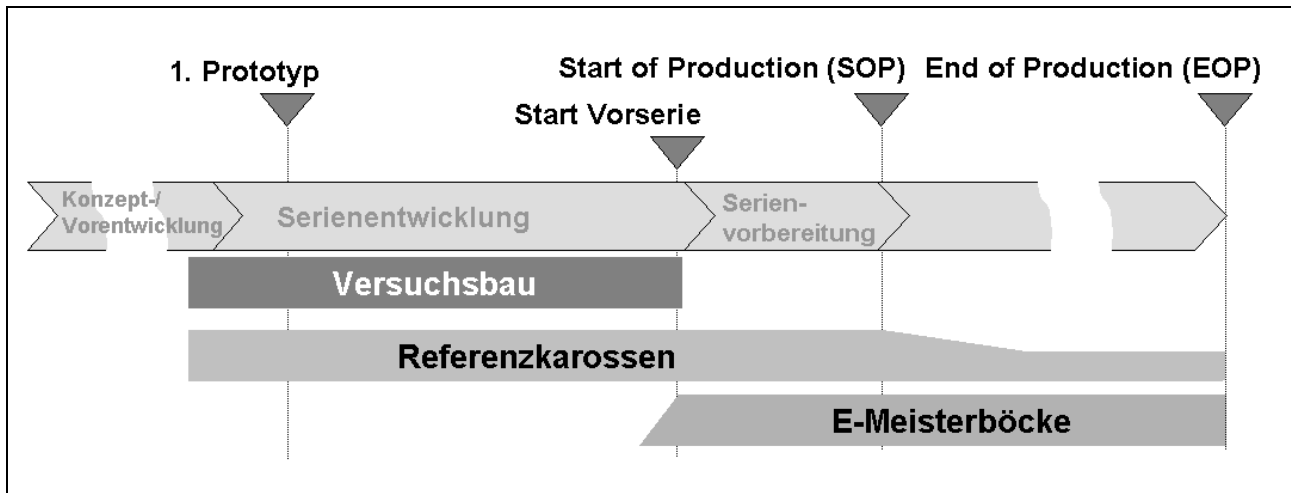 1. Prototyp
Start of Production (SOP)
End of Production (EOP)
Start Vorserie
Konzept-/
Vorentwicklung
Serienentwicklung
Serien-
vorbereitung
Versuchsbau
Referenzkarossen
E-Meisterböcke